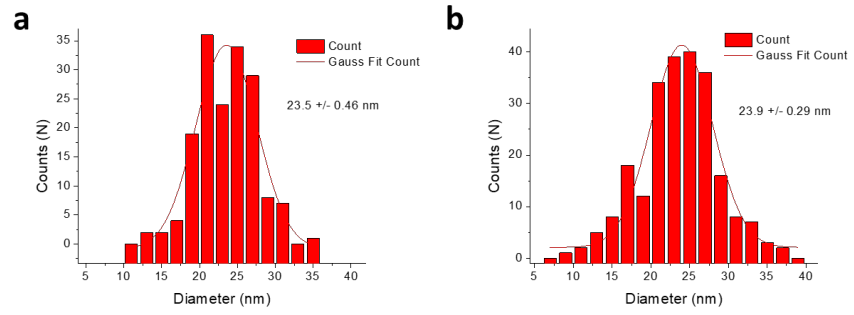 a
Counts (N)
35
30
25
20
15
10
5
0
Count
Gauss Fit Count
23.5 +/- 0.46 nm
5 10 15 20 25 30 35 40
Diameter (nm)
b
Counts (N)
40
30
20
10
0
Count
Gauss Fit Count
23.9 +/- 0.29 nm
5 10 15 20 25 30 35 40
Diameter (nm)